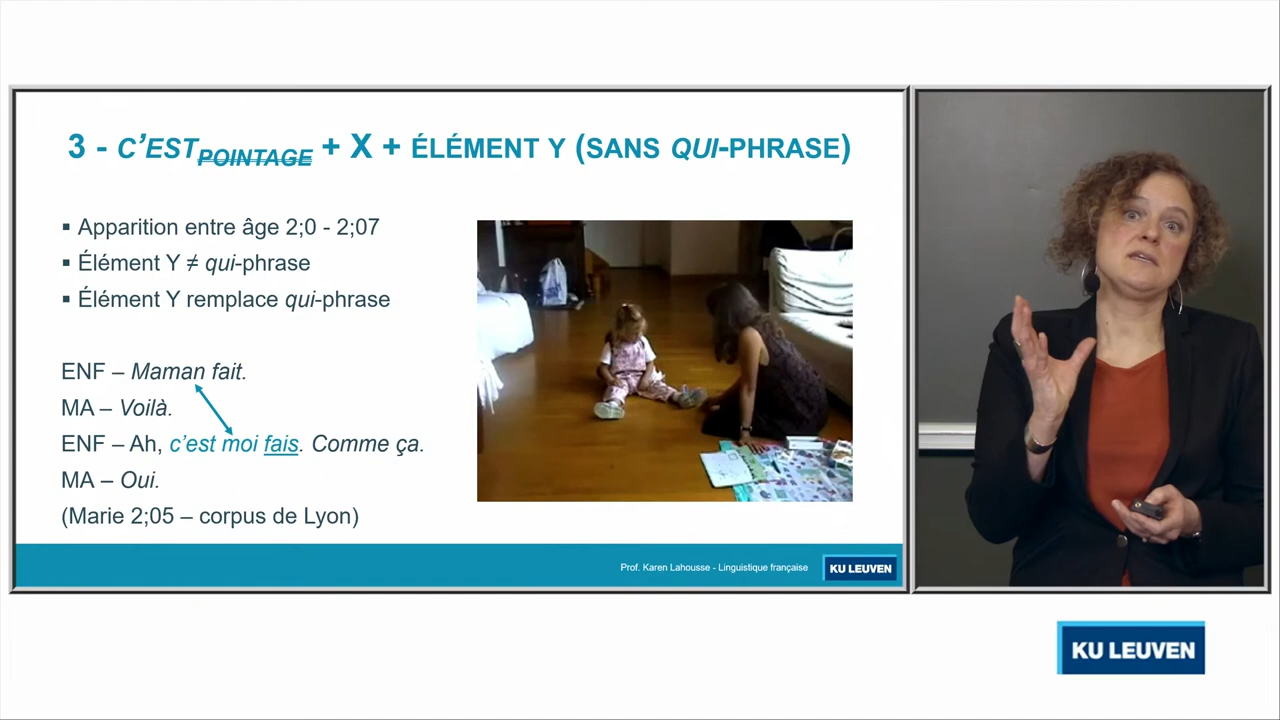 3 - C'EST POINTAGE + X + ÉLÉMENT Y (SANS QUI-PHRASE)
▪ Apparition entre âge 2;0 - 2;07
▪ Élément Y ≠ qui-phrase
▪ Élément Y remplace qui-phrase
ENF – Maman fait.
MA – Voilà.
ENF – Ah, c'est moi fais. Comme ça.
MA – Oui.
(Marie 2;05 – corpus de Lyon)
Prof. Karen Lahousse - Linguistique française
KU LEUVEN
KU LEUVEN